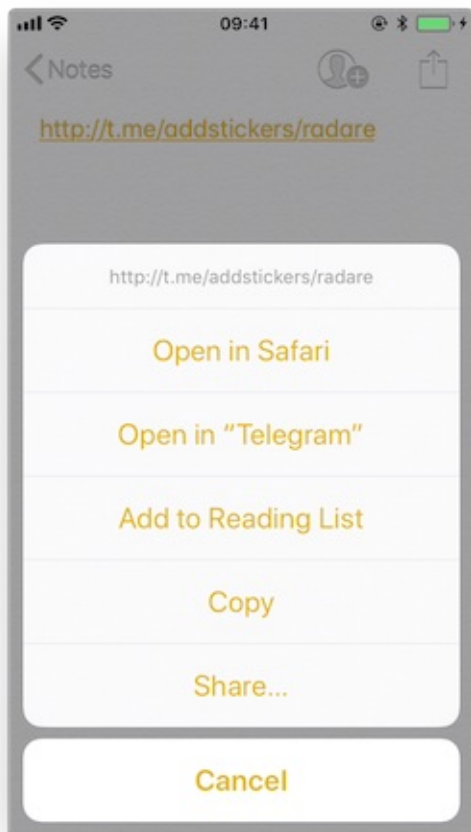 09:41
Notes
http://t.me/addstickers/radare
http://t.me/addstickers/radare
Open in Safari
Open in “Telegram”
Add to Reading List
Copy
Share...
Cancel